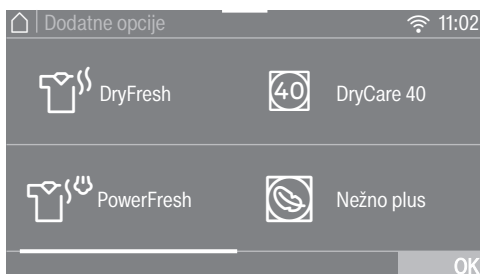 Dodatne opcije 11:02
DryFresh
40 DryCare 40
PowerFresh
Nežno plus
OK